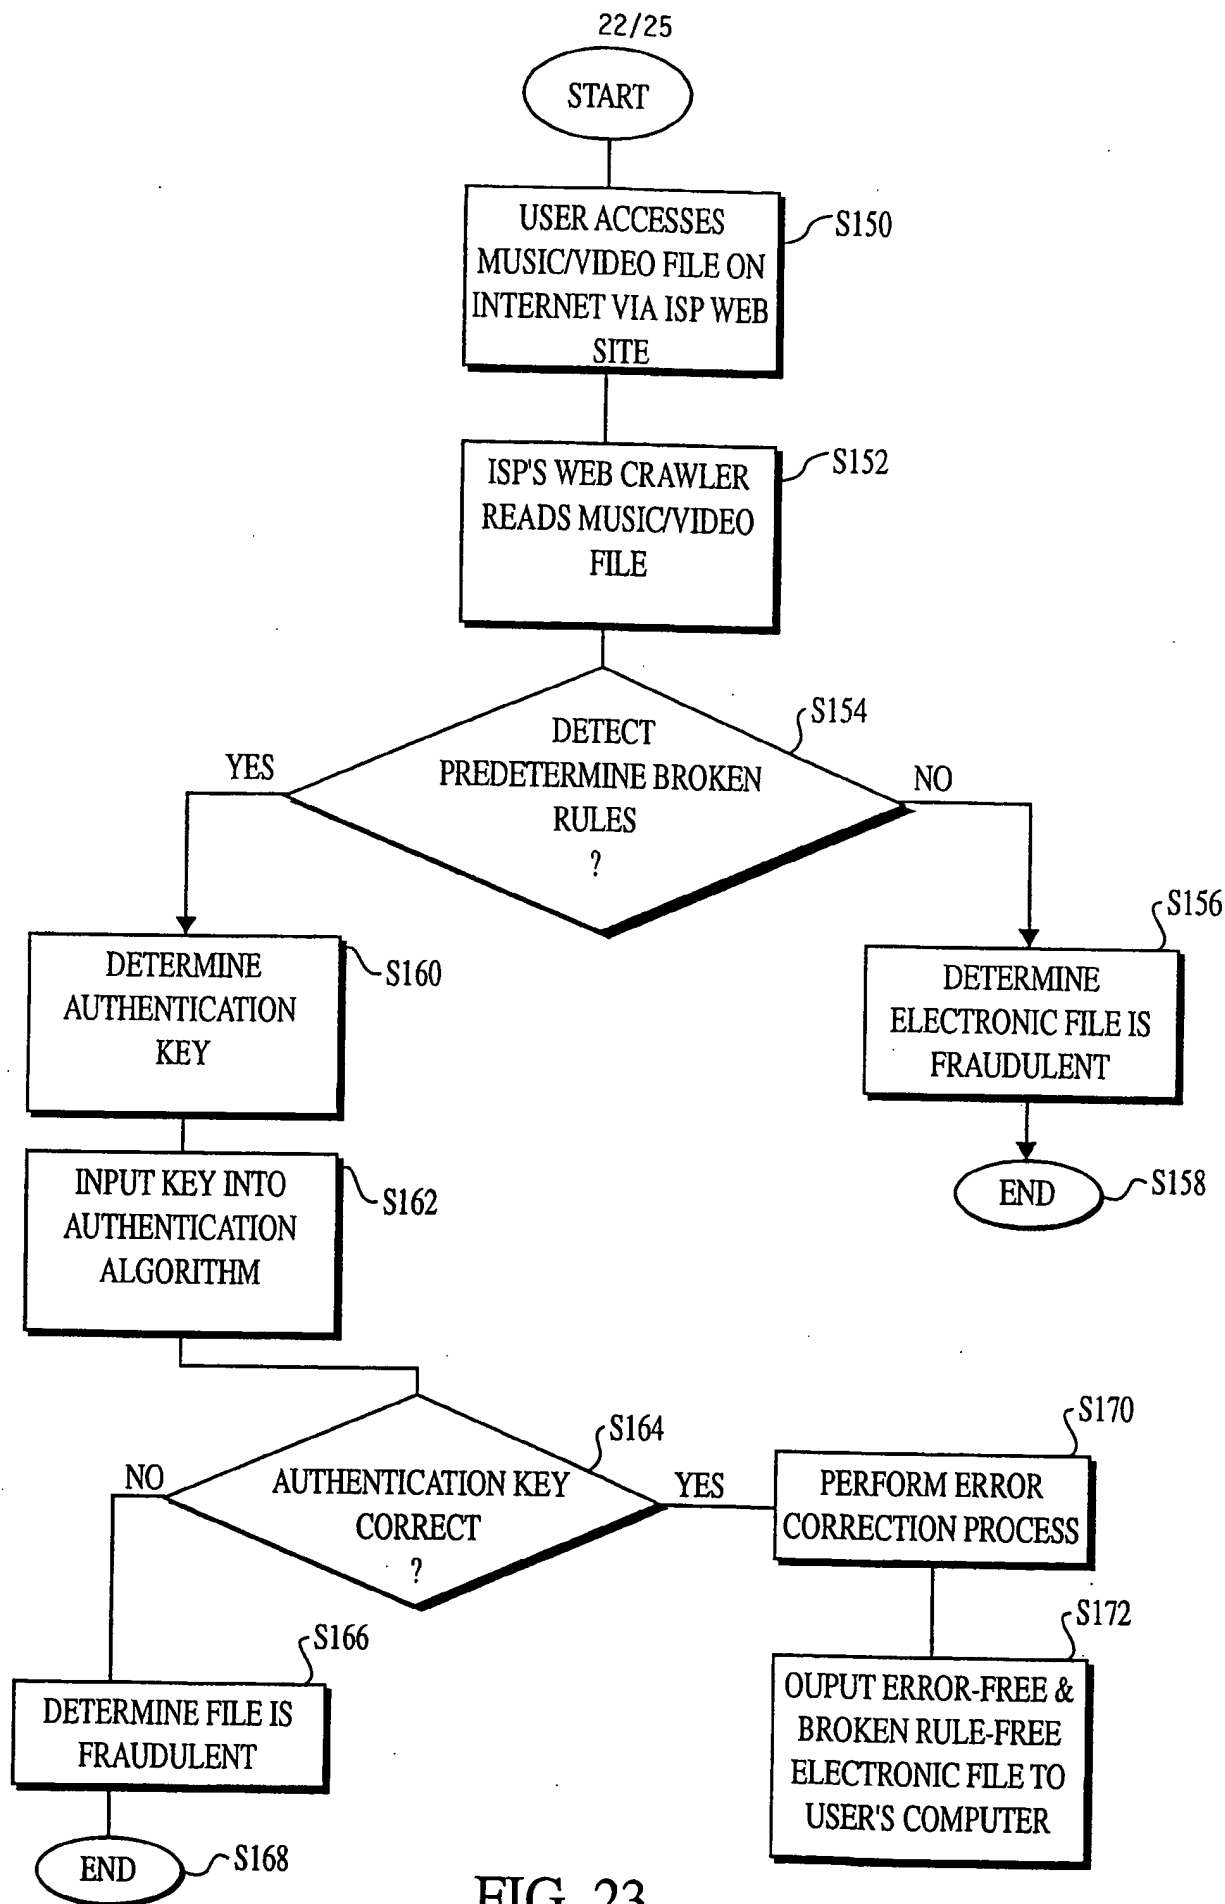 22/25
START
USER ACCESSES
MUSIC/VIDEO FILE ON
INTERNET VIA ISP WEB
SITE
S150
ISP'S WEB CRAWLER
READS MUSIC/VIDEO
FILE
S152
DETECT
PREDETERMINE BROKEN
RULES
?
S154
YES
NO
DETERMINE
AUTHENTICATION
KEY
S160
DETERMINE
ELECTRONIC FILE IS
FRAUDULENT
S156
INPUT KEY INTO
AUTHENTICATION
ALGORITHM
S162
END
S158
AUTHENTICATION KEY
CORRECT
?
S164
NO
YES
PERFORM ERROR
CORRECTION PROCESS
S170
DETERMINE FILE IS
FRAUDULENT
S166
OUPUT ERROR-FREE &
BROKEN RULE-FREE
ELECTRONIC FILE TO
USER'S COMPUTER
S172
END
S168
FIG. 23